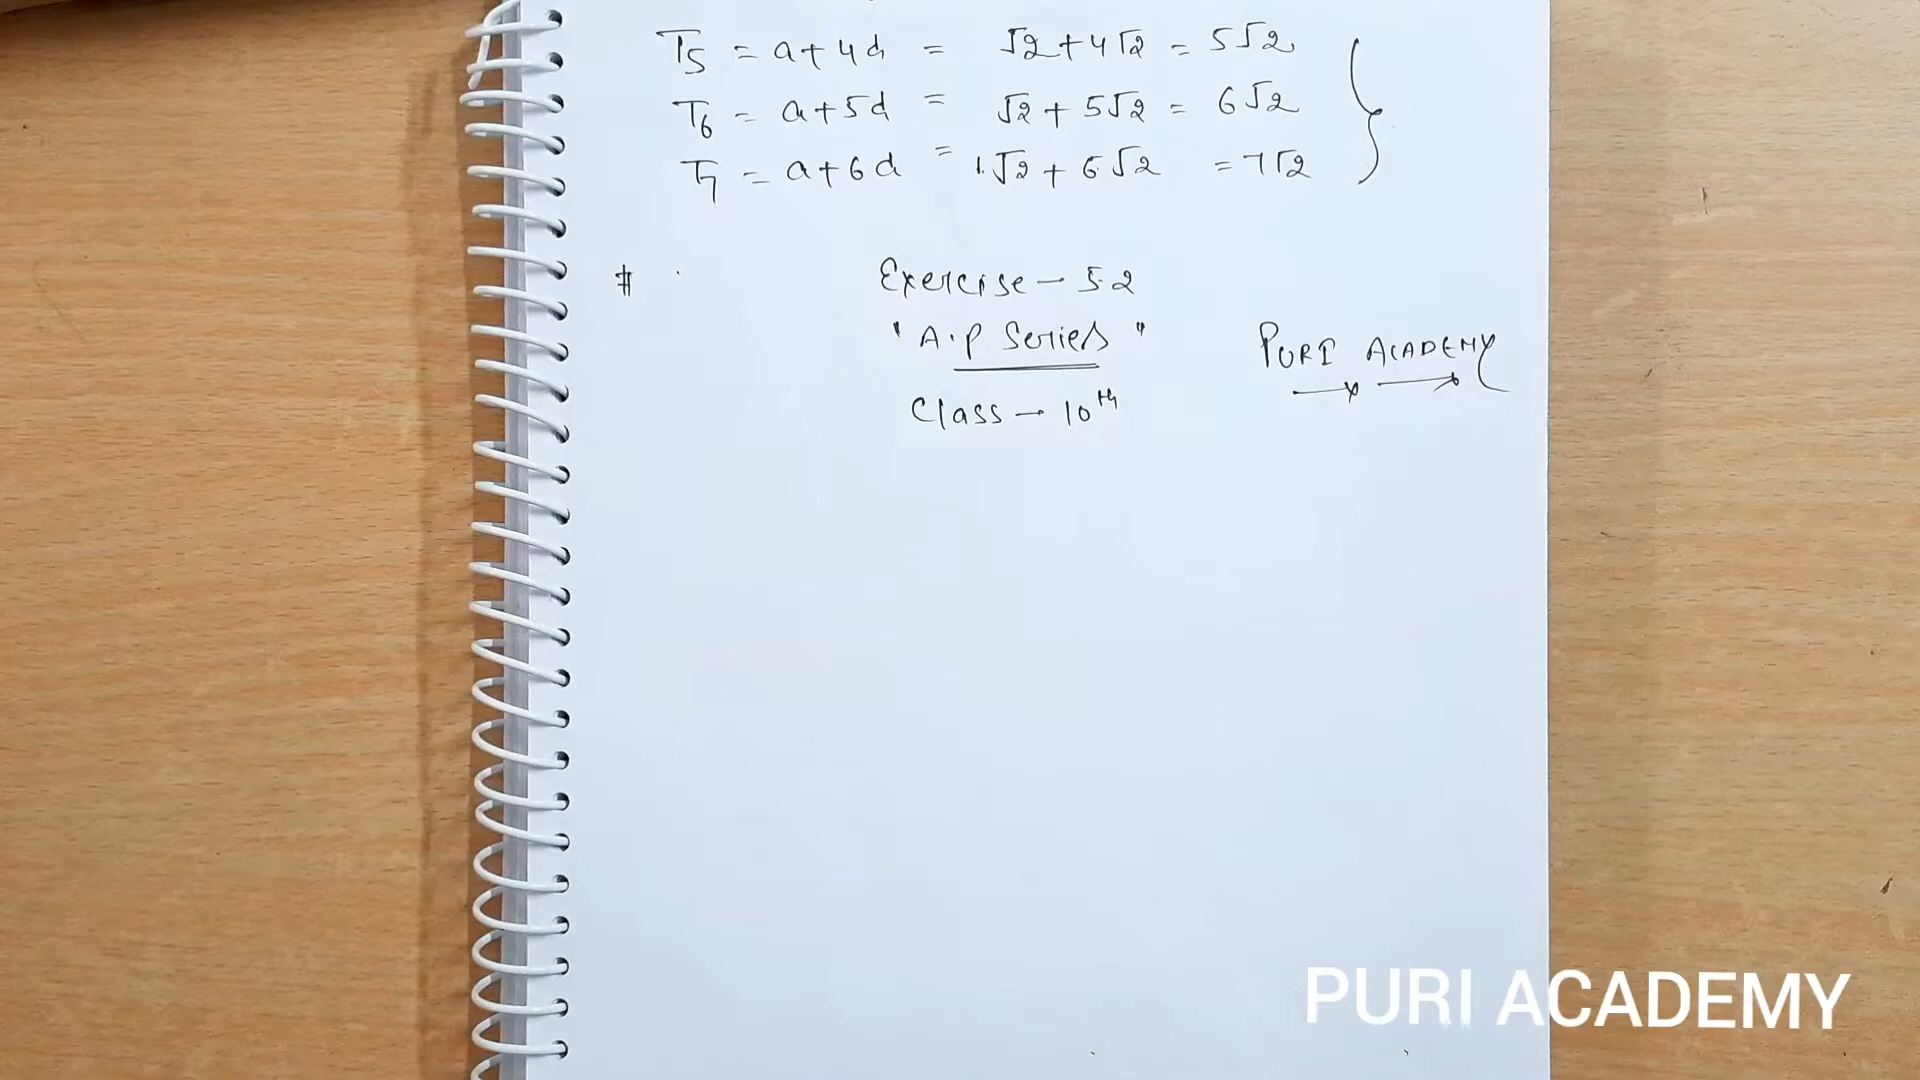 T5 = a+4d = √2+4√2 = 5√2
T6 = a+5d = √2+5√2 = 6√2
T7 = a+6d = 1.√2+6√2 = 7√2
# Exercise - 5.2
" A.P Series "
PURI ACADEMY
Class - 10th
PURI ACADEMY